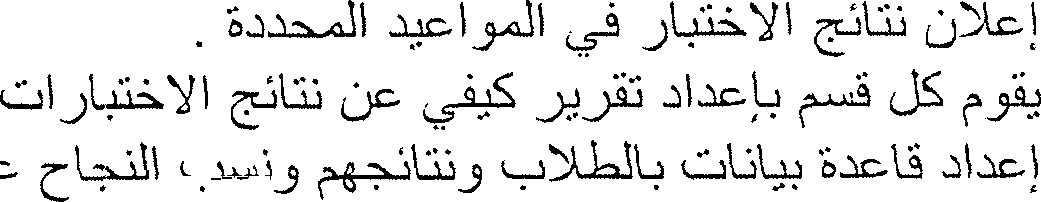 إعلان نتائج الاختبار في المواعيد المحددة .
يقوم كل قسم بإعداد تقرير كيفي عن نتائج الاختبارات
إعداد قاعدة بيانات بالطلاب ونتائجهم ونسب النجاح